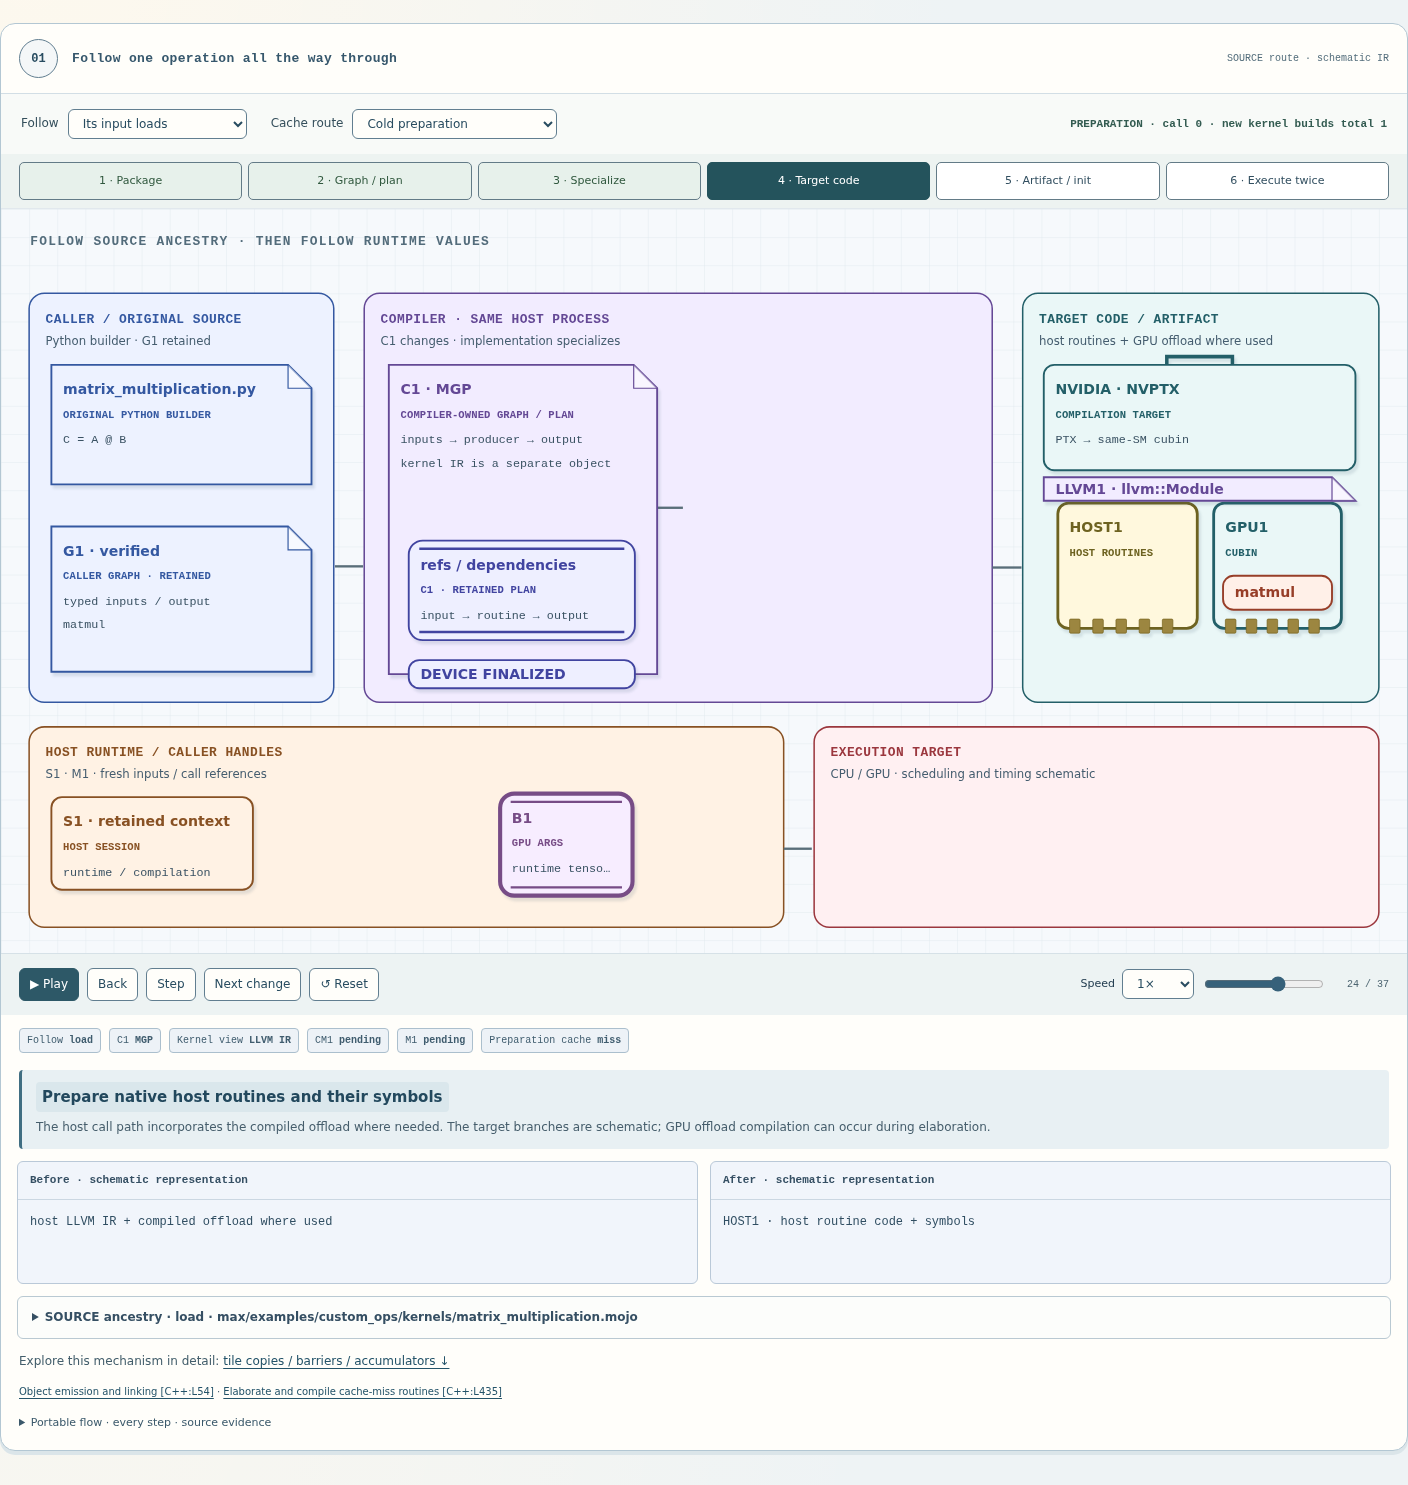 01 Follow one operation all the way through
SOURCE route · schematic IR
Follow Its input loads Cache route Cold preparation
PREPARATION · call 0 · new kernel builds total 1
1 · Package
2 · Graph / plan
3 · Specialize
4 · Target code
5 · Artifact / init
6 · Execute twice
FOLLOW SOURCE ANCESTRY · THEN FOLLOW RUNTIME VALUES
CALLER / ORIGINAL SOURCE
Python builder · G1 retained
matrix_multiplication.py
ORIGINAL PYTHON BUILDER
C = A @ B
G1 · verified
CALLER GRAPH · RETAINED
typed inputs / output
matmul
COMPILER · SAME HOST PROCESS
C1 changes · implementation specializes
C1 · MGP
COMPILER-OWNED GRAPH / PLAN
inputs → producer → output
kernel IR is a separate object
refs / dependencies
C1 · RETAINED PLAN
input → routine → output
DEVICE FINALIZED
TARGET CODE / ARTIFACT
host routines + GPU offload where used
NVIDIA · NVPTX
COMPILATION TARGET
PTX → same-SM cubin
LLVM1 · llvm::Module
HOST1
HOST ROUTINES
GPU1
CUBIN
matmul
HOST RUNTIME / CALLER HANDLES
S1 · M1 · fresh inputs / call references
S1 · retained context
HOST SESSION
runtime / compilation
B1
GPU ARGS
runtime tenso…
EXECUTION TARGET
CPU / GPU · scheduling and timing schematic
▶ Play
Back
Step
Next change
↺ Reset
Speed 1×
24 / 37
Follow load
C1 MGP
Kernel view LLVM IR
CM1 pending
M1 pending
Preparation cache miss
Prepare native host routines and their symbols
The host call path incorporates the compiled offload where needed. The target branches are schematic; GPU offload compilation can occur during elaboration.
Before · schematic representation
host LLVM IR + compiled offload where used
After · schematic representation
HOST1 · host routine code + symbols
▶ SOURCE ancestry · load · max/examples/custom_ops/kernels/matrix_multiplication.mojo
Explore this mechanism in detail: tile copies / barriers / accumulators ↓
Object emission and linking [C++:L54] · Elaborate and compile cache-miss routines [C++:L435]
▶ Portable flow · every step · source evidence